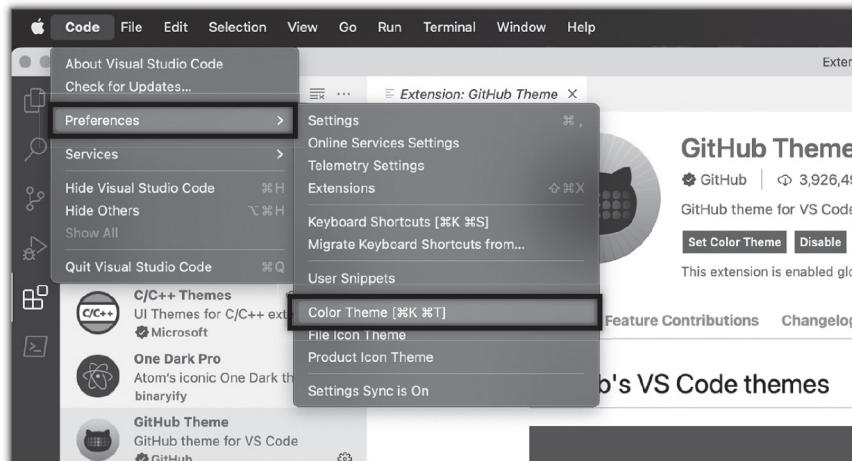 Code File Edit Selection View Go Run Terminal Window Help
About Visual Studio Code
Check for Updates...
Preferences >
Services >
Hide Visual Studio Code ⌘H
Hide Others ⌥⌘H
Show All
Quit Visual Studio Code ⌘Q
Settings ⌘ ,
Online Services Settings
Telemetry Settings
Extensions ⇧⌘X
Keyboard Shortcuts [⌘K ⌘S]
Migrate Keyboard Shortcuts from...
User Snippets
Color Theme [⌘K ⌘T]
File Icon Theme
Product Icon Theme
Settings Sync is On
Extension: GitHub Theme ×
C/C++
C/C++ Themes
UI Themes for C/C++
Microsoft
One Dark Pro
Atom's iconic One Dark
binaryify
GitHub Theme
GitHub theme for VS Code
GitHub
GitHub Theme
GitHub
GitHub theme for VS Code
Set Color Theme Disable
This extension is enabled
Feature Contributions Changelog
VS Code themes